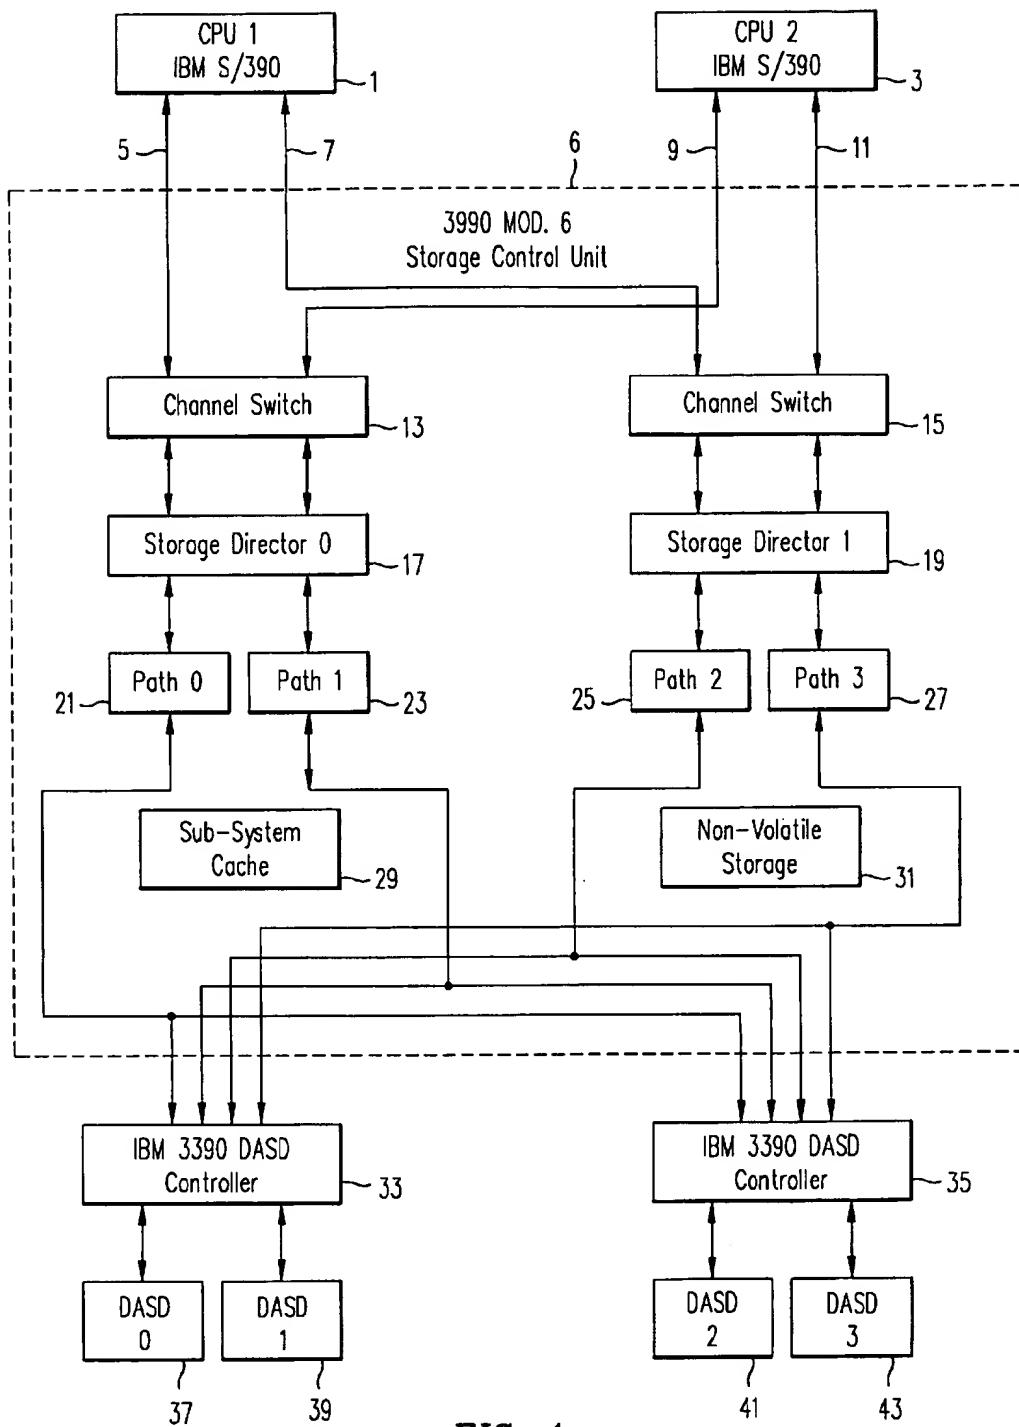 CPU 1
IBM S/390
1
CPU 2
IBM S/390
3
5
7
9
11
6
3990 MOD. 6
Storage Control Unit
Channel Switch
13
Channel Switch
15
Storage Director 0
17
Storage Director 1
19
Path 0
21
Path 1
23
Path 2
25
Path 3
27
Sub-System
Cache
29
Non-Volatile
Storage
31
IBM 3390 DASD
Controller
33
IBM 3390 DASD
Controller
35
DASD
0
37
DASD
1
39
DASD
2
41
DASD
3
43